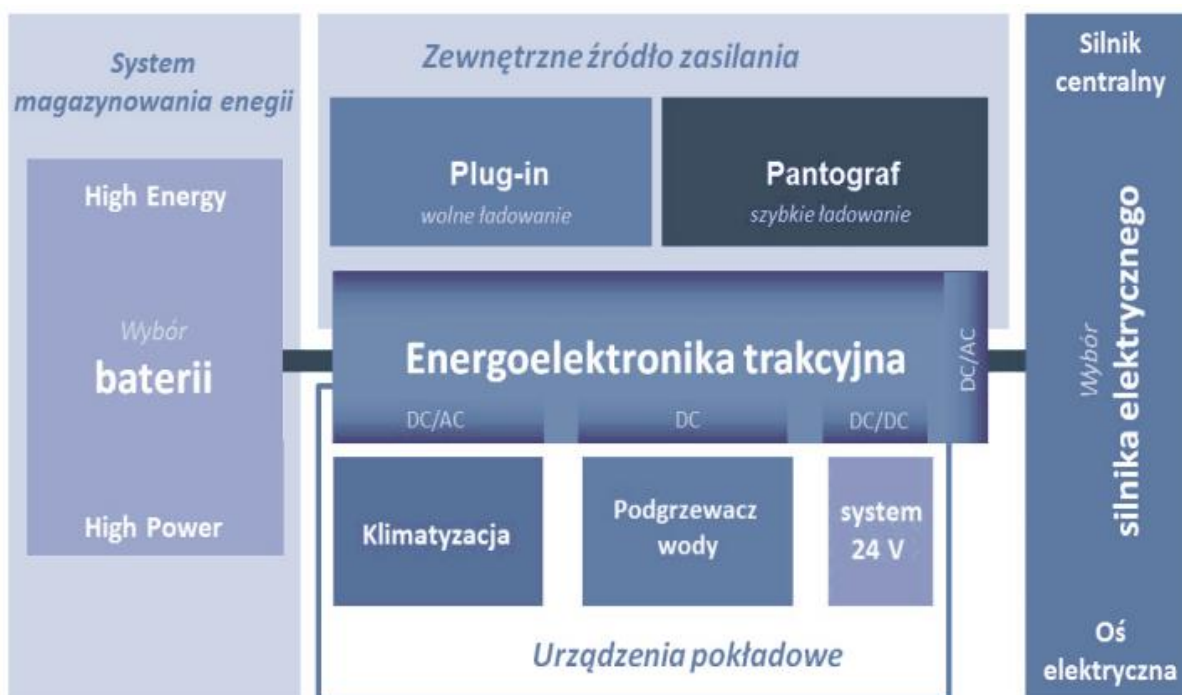 System
magazynowania enegii
High Energy
Wybór
baterii
High Power
Zewnętrzne źródło zasilania
Plug-in
wolne ładowanie
Pantograf
szybkie ładowanie
Energoelektronika trakcyjna
DC/AC
DC/AC
DC
DC/DC
Klimatyzacja
Podgrzewacz
wody
system
24 V
Urządzenia pokładowe
Silnik
centralny
Wybór
silnika elektrycznego
Oś
elektryczna